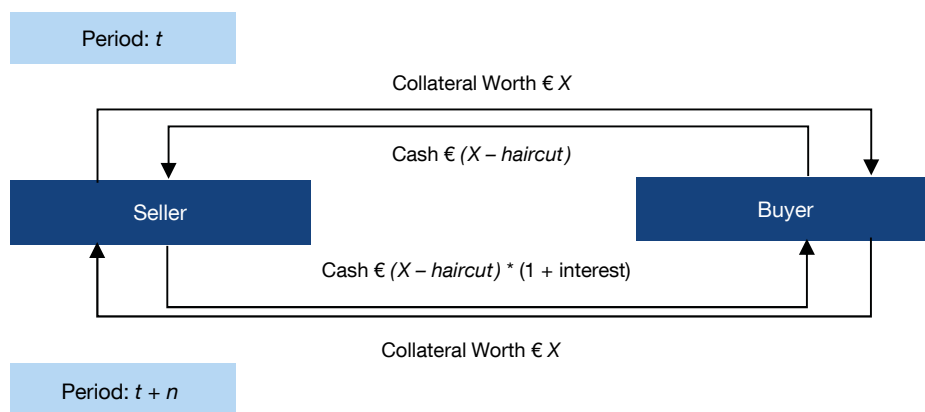 Period: t
Collateral Worth € X
Cash € (X – haircut)
Seller
Buyer
Cash € (X – haircut) * (1 + interest)
Collateral Worth € X
Period: t + n